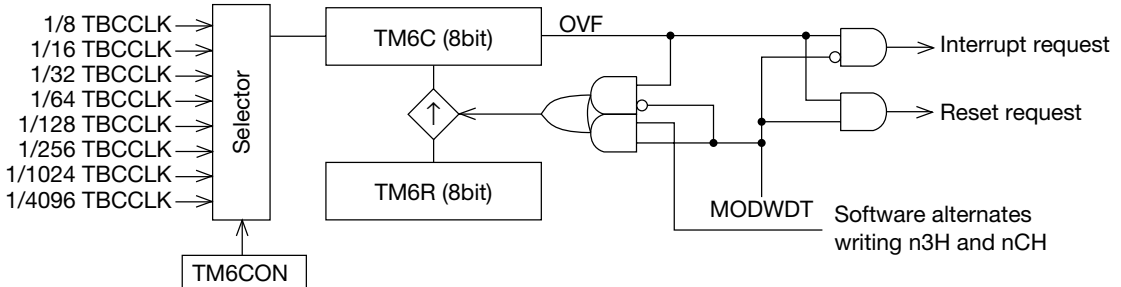 1/8 TBCCLK
1/16 TBCCLK
1/32 TBCCLK
1/64 TBCCLK
1/128 TBCCLK
1/256 TBCCLK
1/1024 TBCCLK
1/4096 TBCCLK
Selector
TM6CON
TM6C (8bit)
OVF
TM6R (8bit)
Interrupt request
Reset request
MODWDT
Software alternates
writing n3H and nCH